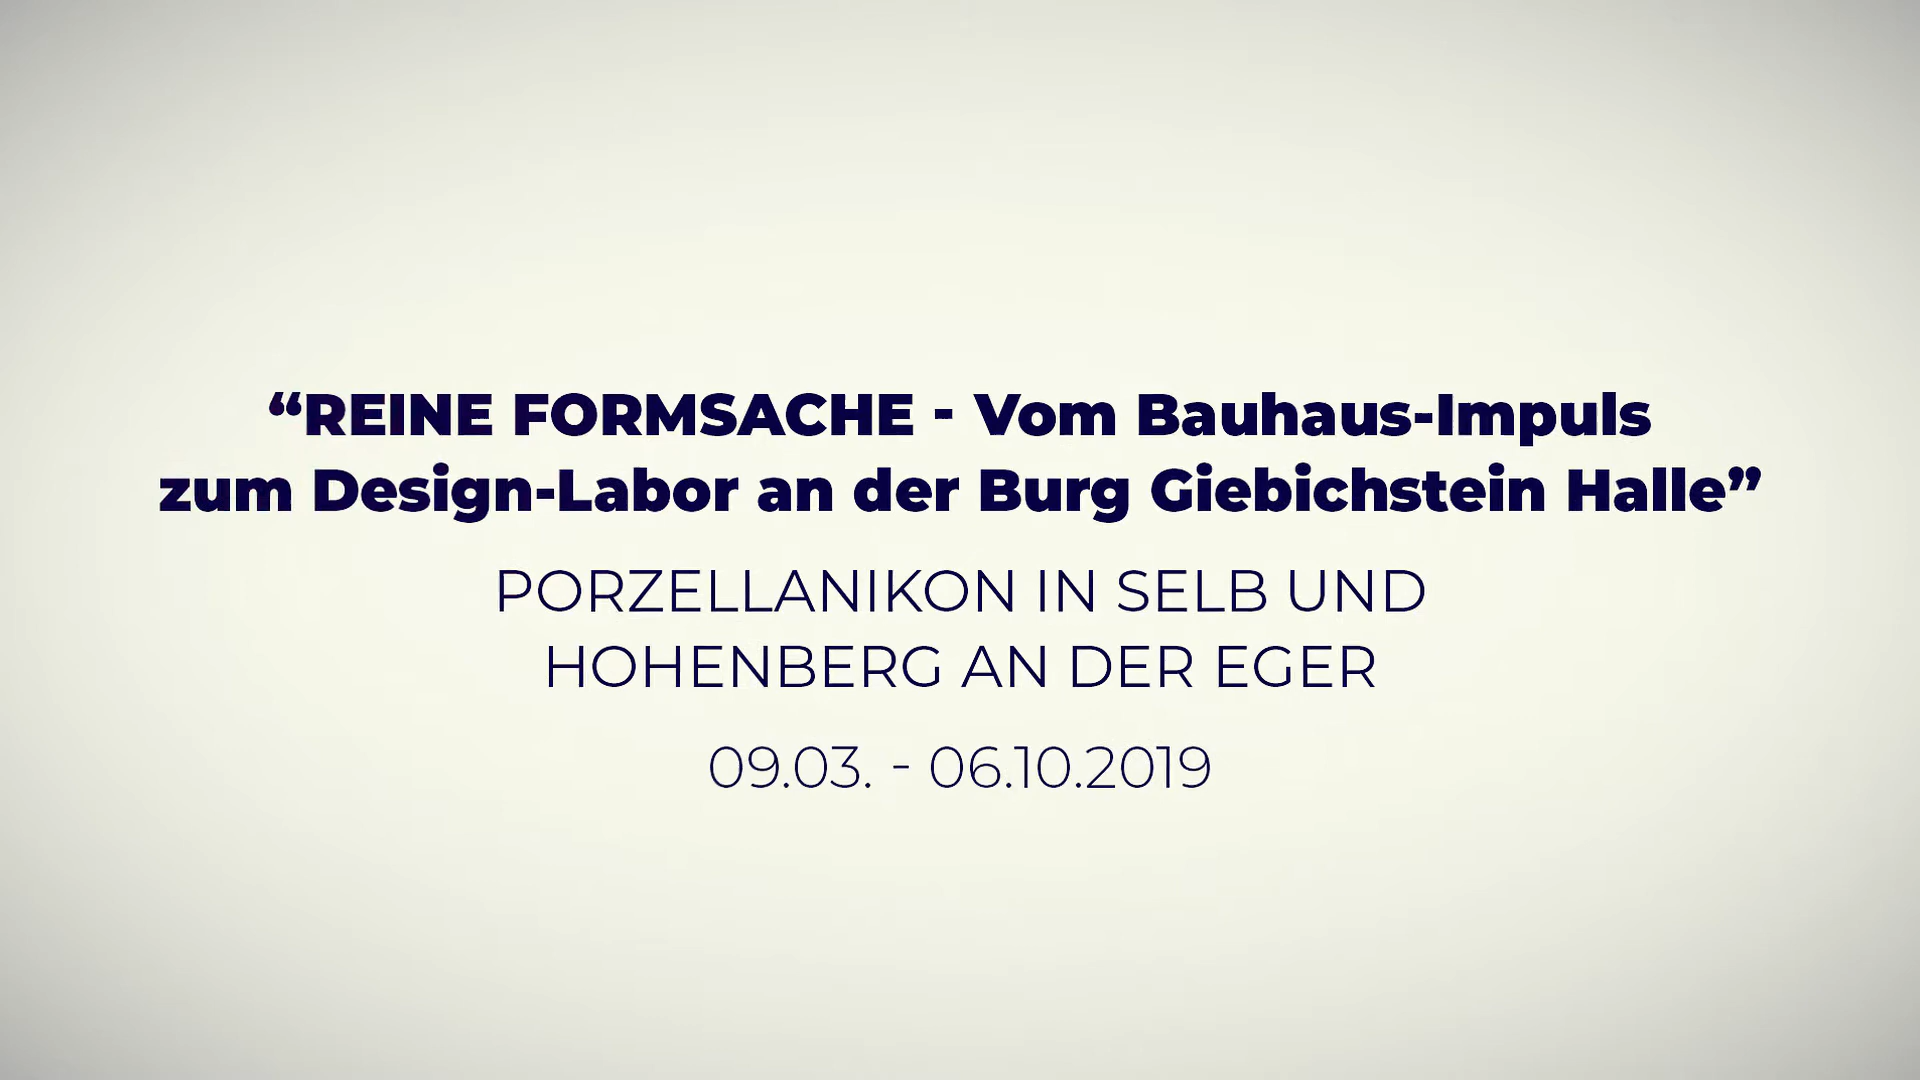 “REINE FORMSACHE - Vom Bauhaus-Impuls
zum Design-Labor an der Burg Giebichstein Halle”
PORZELLANIKON IN SELB UND
HOHENBERG AN DER EGER
09.03. - 06.10.2019